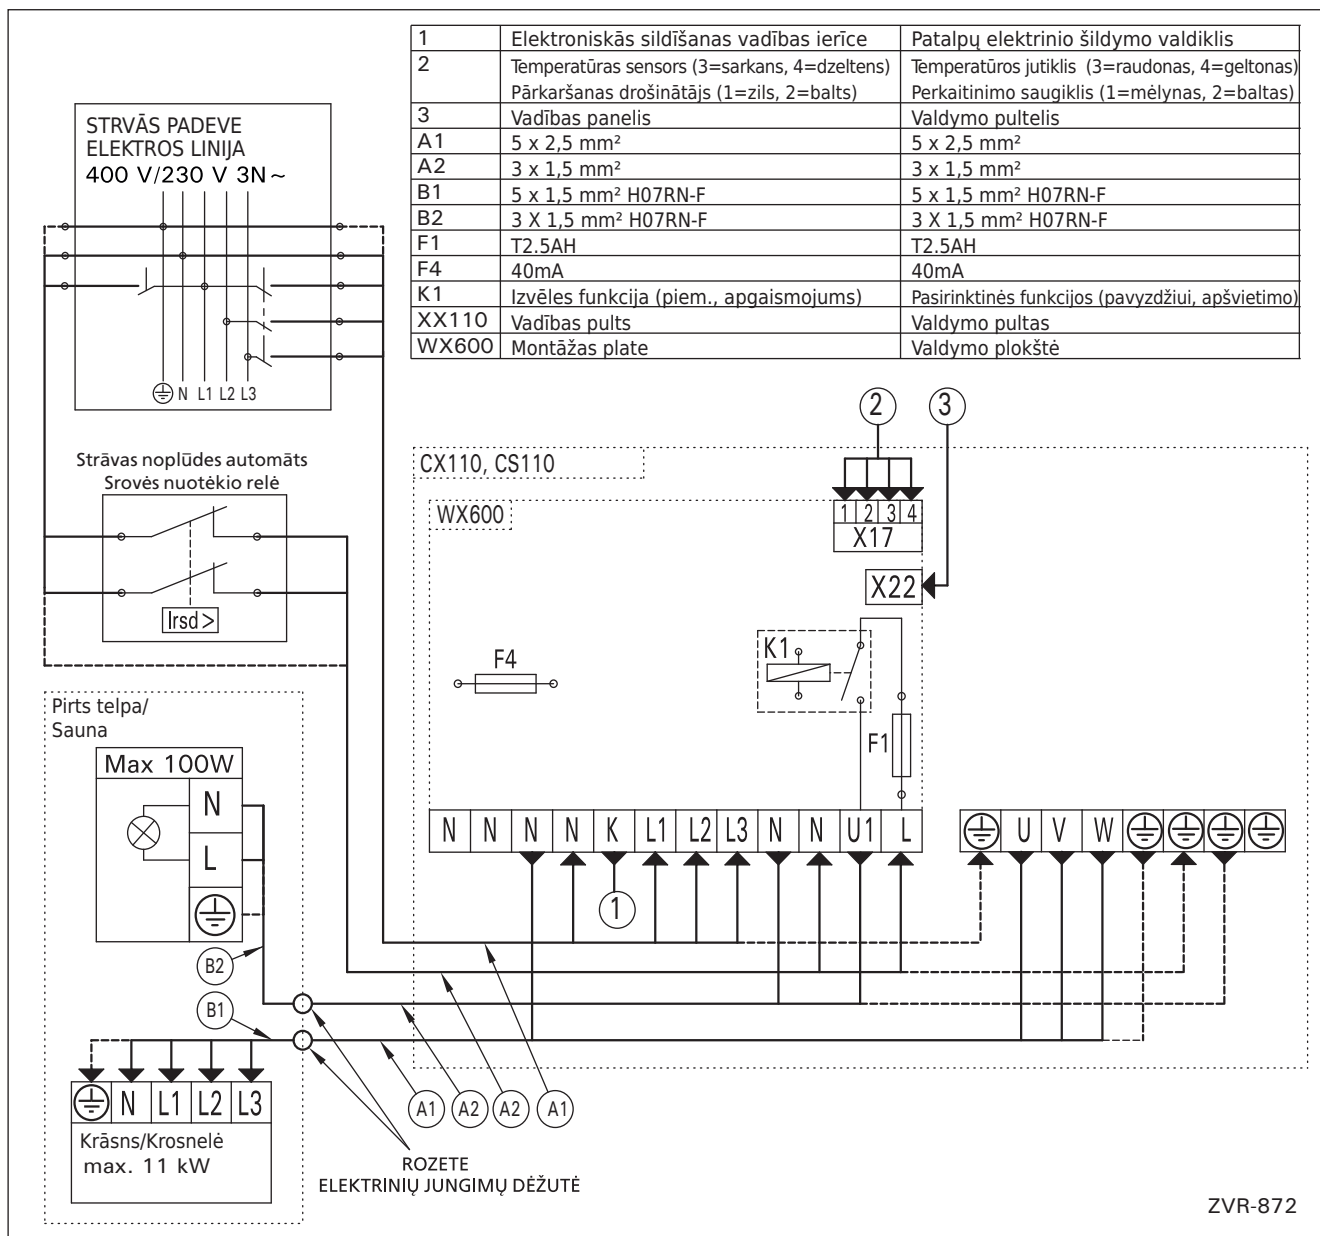 1 Elektroniskās sildīšanas vadības ierīce Patalpų elektrinio šildymo valdiklis
2 Temperatūras sensors (3=sarkans, 4=dzeltens) Temperatūros jutiklis (3=raudonas, 4=geltonas)
Pārkaršanas drošinātājs (1=zils, 2=balts) Perkaitinimo saugiklis (1=mėlynas, 2=baltas)
3 Vadības panelis Valdymo pultelis
A1 5 x 2,5 mm² 5 x 2,5 mm²
A2 3 x 1,5 mm² 3 x 1,5 mm²
B1 5 x 1,5 mm² H07RN-F 5 x 1,5 mm² H07RN-F
B2 3 X 1,5 mm² H07RN-F 3 X 1,5 mm² H07RN-F
F1 T2.5AH T2.5AH
F4 40mA 40mA
K1 Izvēles funkcija (piem., apgaismojums) Pasirinktinės funkcijos (pavyzdžiui, apšvietimo)
XX110 Vadības pults Valdymo pultas
WX600 Montāžas plate Valdymo plokštė
STRVĀS PADEVE
ELEKTROS LINIJA
400 V/230 V 3N~
N L1 L2 L3
Strāvas noplūdes automāts
Srovės nuotėkio relė
Irsd>
2 3
CX110, CS110
WX600
1 2 3 4
X17
X22
K1
F4
F1
N N N N K L1 L2 L3 N N U1 L
U V W
1
Pirts telpa/
Sauna
Max 100W
N
L
B2
B1
N L1 L2 L3
Krāsns/Krosnelė
max. 11 kW
A1 A2 A2 A1
ROZETE
ELEKTRINIŲ JUNGIMŲ DĖŽUTĖ
ZVR-872